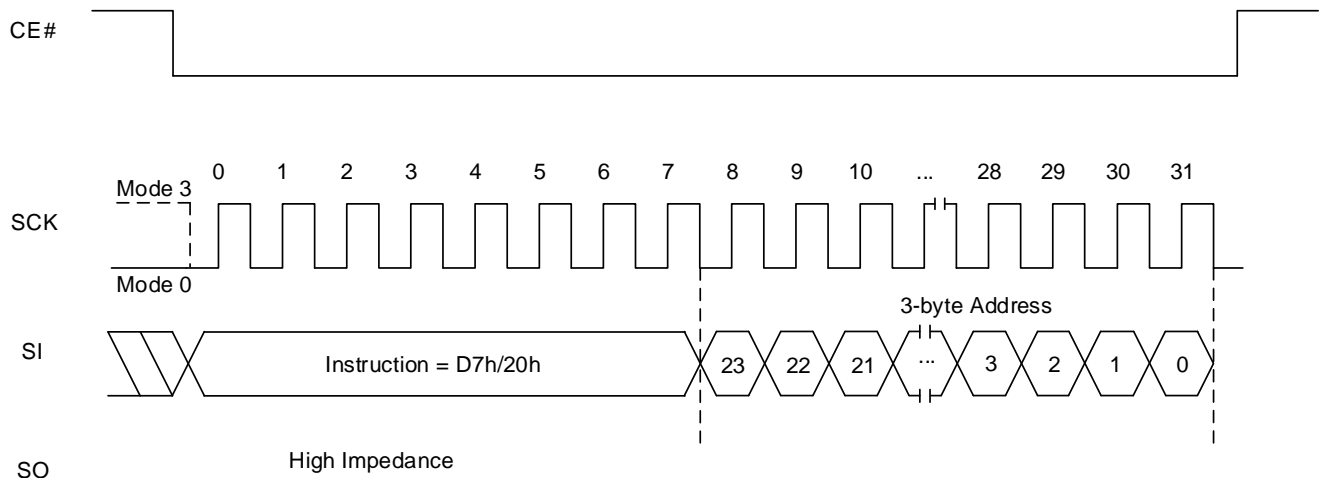 CE#
0 1 2 3 4 5 6 7 8 9 10 ... 28 29 30 31
Mode 3
SCK
Mode 0
3-byte Address
SI
Instruction = D7h/20h
23 22 21 ... 3 2 1 0
High Impedance
SO